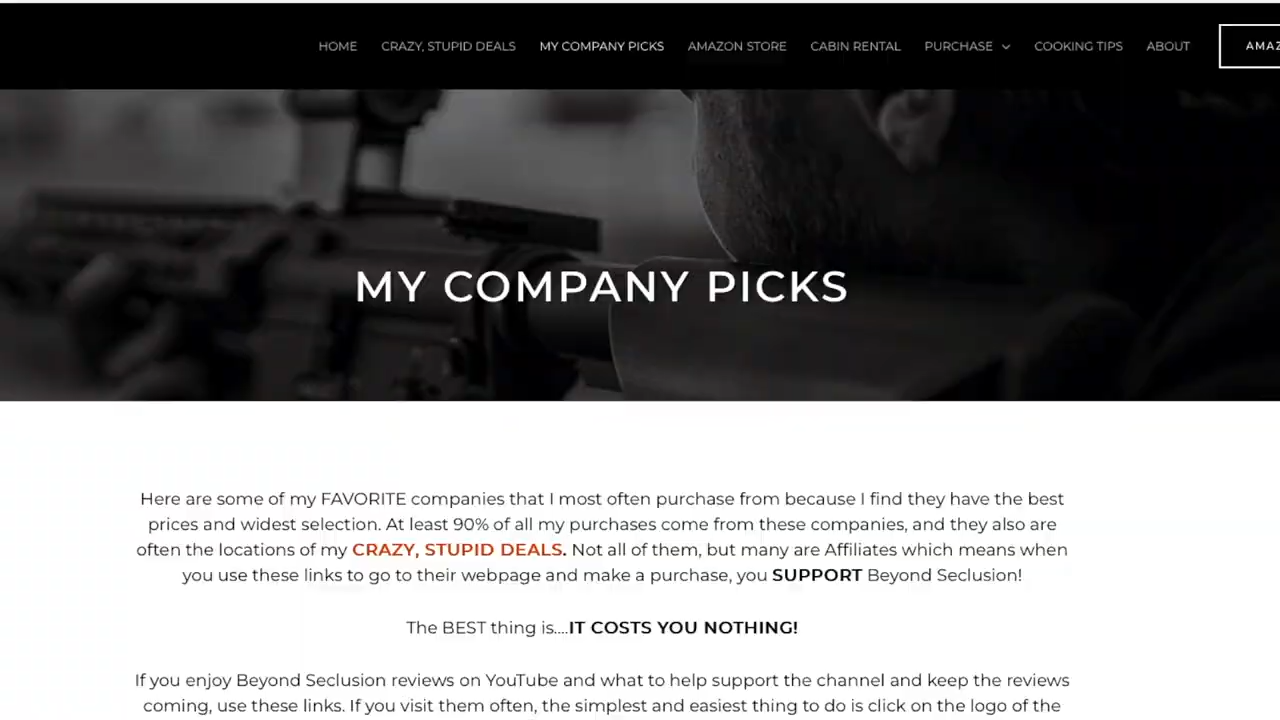 HOME CRAZY, STUPID DEALS MY COMPANY PICKS AMAZON STORE CABIN RENTAL PURCHASE COOKING TIPS ABOUT
MY COMPANY PICKS
Here are some of my FAVORITE companies that I most often purchase from because I find they have the best
prices and widest selection. At least 90% of all my purchases come from these companies, and they also are
often the locations of my CRAZY, STUPID DEALS. Not all of them, but many are Affiliates which means when
you use these links to go to their webpage and make a purchase, you SUPPORT Beyond Seclusion!
The BEST thing is....IT COSTS YOU NOTHING!
If you enjoy Beyond Seclusion reviews on YouTube and what to help support the channel and keep the reviews
coming, use these links. If you visit them often, the simplest and easiest thing to do is click on the logo of the